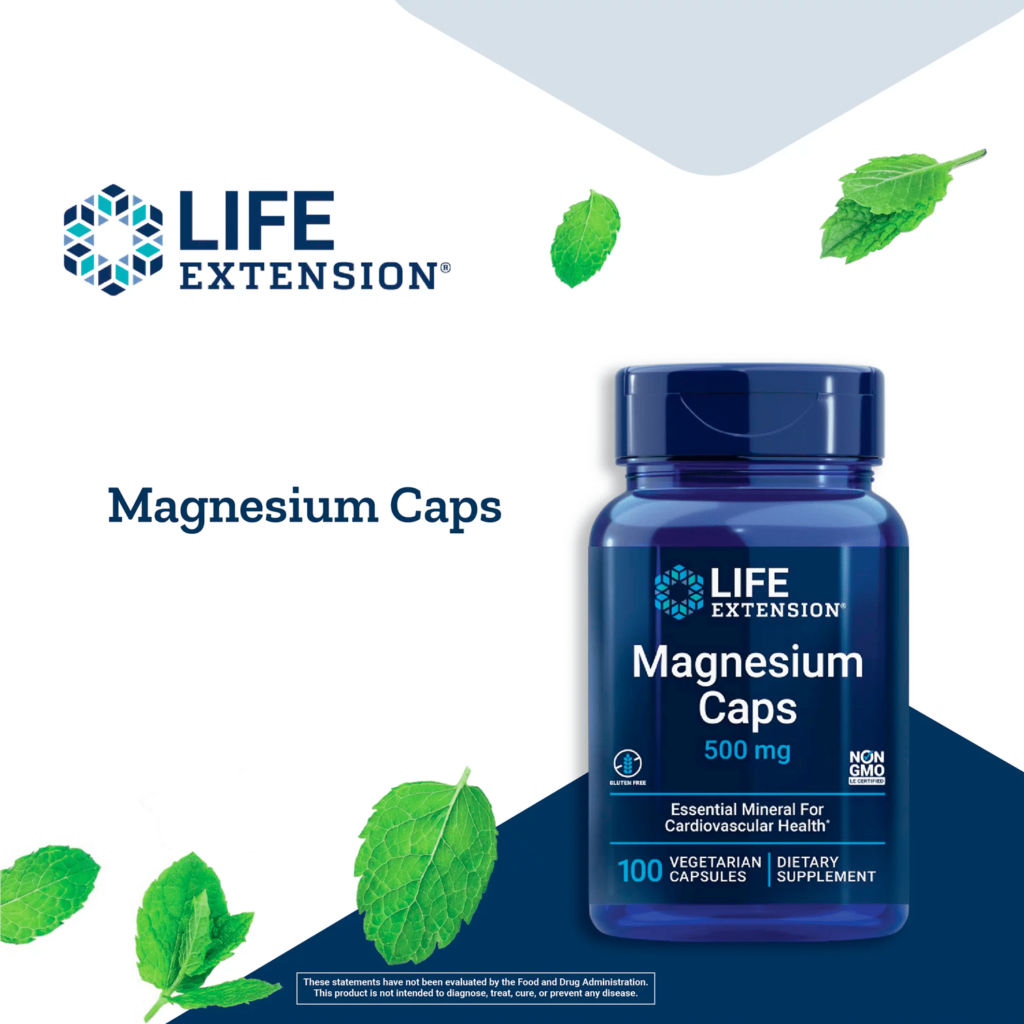 LIFE
EXTENSION®
Magnesium Caps
LIFE
EXTENSION®
Magnesium
Caps
500 mg
GLUTEN FREE
NON
GMO
LE CERTIFIED
Essential Mineral For
Cardiovascular Health*
100 VEGETARIAN CAPSULES | DIETARY SUPPLEMENT
These statements have not been evaluated by the Food and Drug Administration.
This product is not intended to diagnose, treat, cure, or prevent any disease.